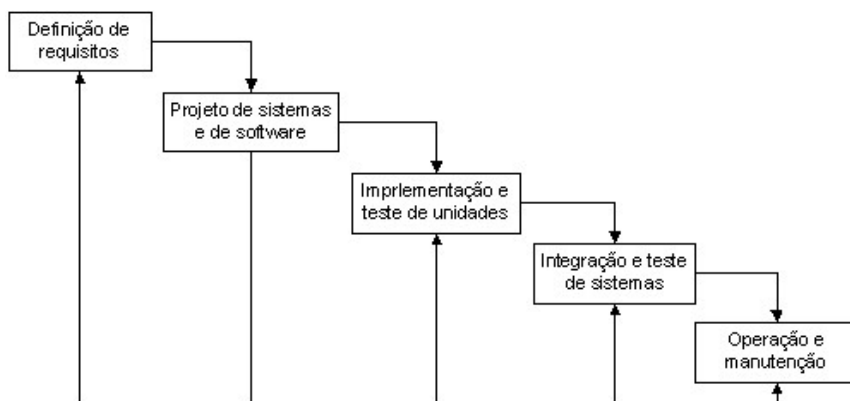 Definição de
requisitos
Projeto de sistemas
e de software
Imprlementação e
teste de unidades
Integração e teste
de sistemas
Operação e
manutenção